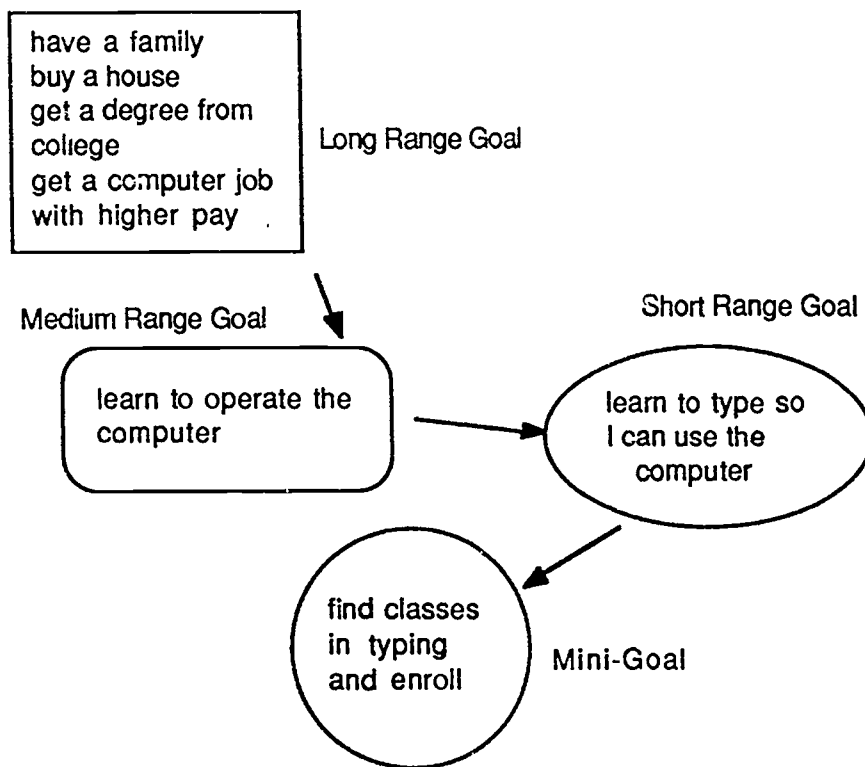 have a family
buy a house
get a degree from
college
get a computer job
with higher pay
Long Range Goal
Medium Range Goal
Short Range Goal
learn to operate the
computer
learn to type so
I can use the
computer
find classes
in typing
and enroll
Mini-Goal